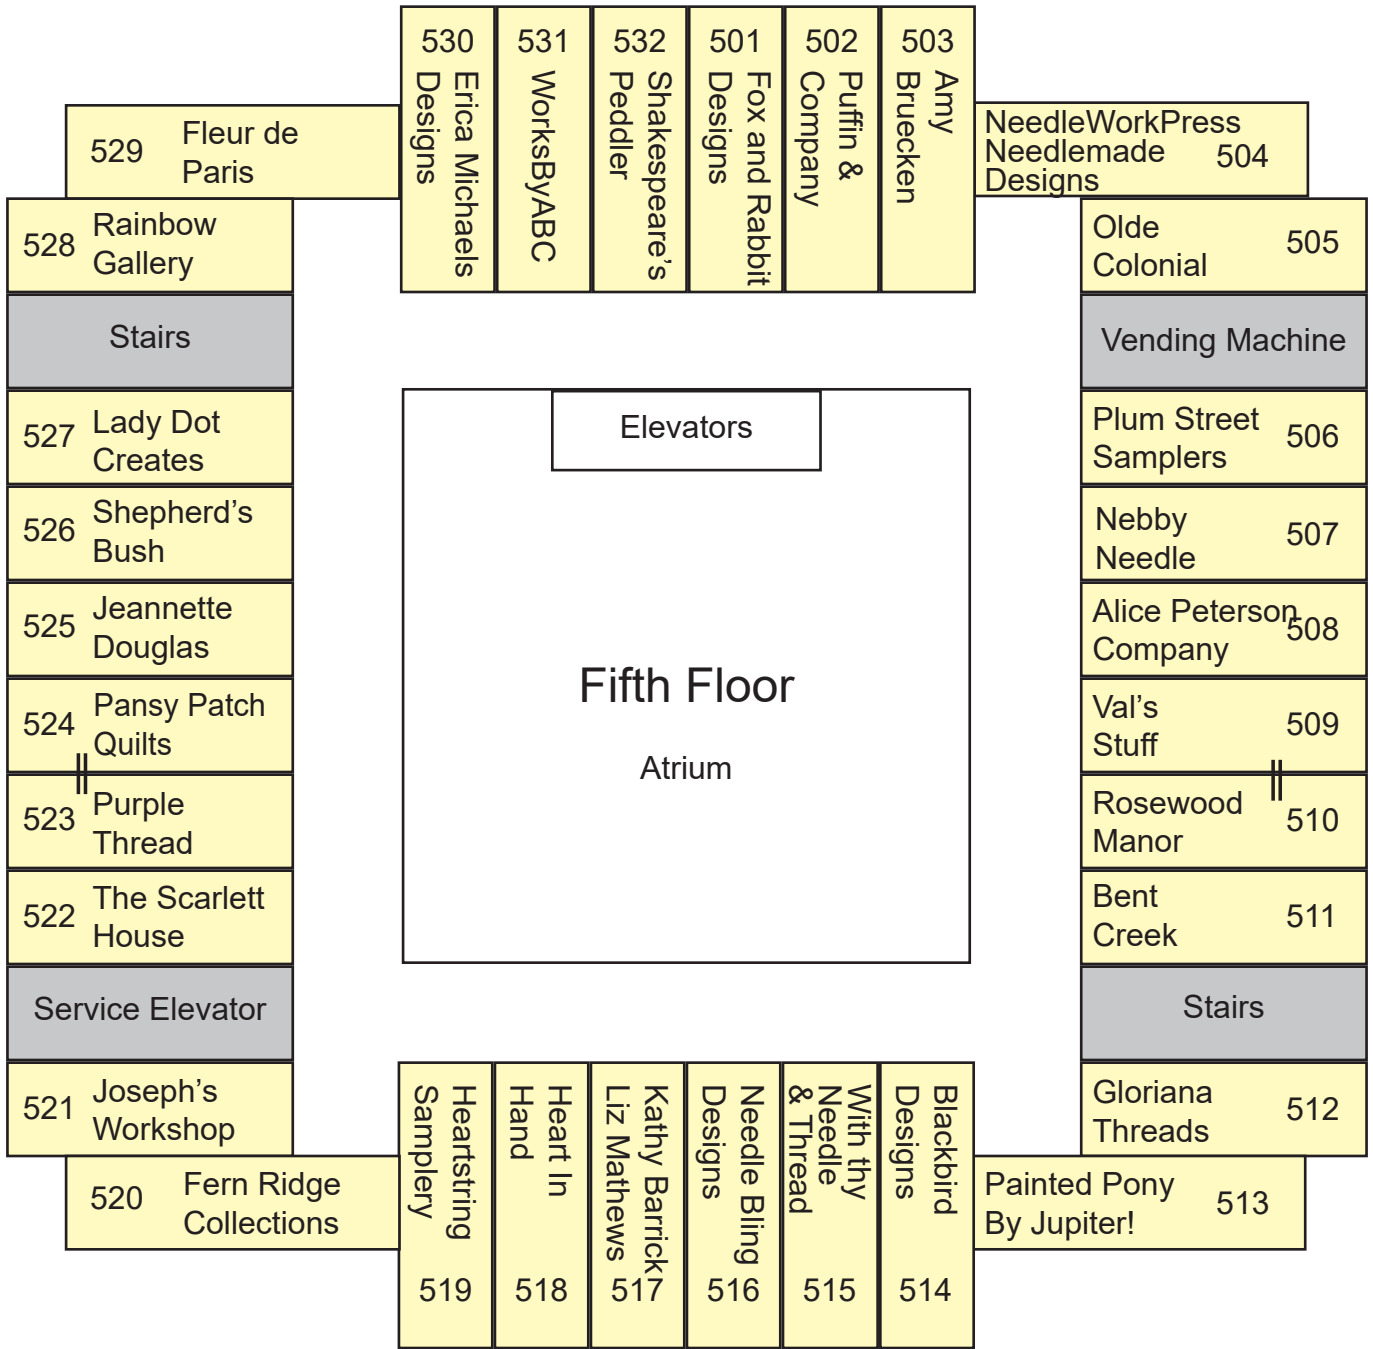 530
Erica Michaels
Designs
531
WorksByABC
532
Shakespeare's
Peddler
501
Fox and Rabbit
Designs
502
Puffin &
Company
503
Amy
Bruecken
529
Fleur de
Paris
NeedleWorkPress
Needlemade
Designs
504
528
Rainbow
Gallery
Olde
Colonial
505
Stairs
Vending Machine
527
Lady Dot
Creates
Elevators
Plum Street
Samplers
506
526
Shepherd's
Bush
Nebby
Needle
507
525
Jeannette
Douglas
Alice Peterson
Company
508
Fifth Floor
Atrium
524
Pansy Patch
Quilts
Val's
Stuff
509
523
Purple
Thread
Rosewood
Manor
510
522
The Scarlett
House
Bent
Creek
511
Service Elevator
Stairs
521
Joseph's
Workshop
Gloriana
Threads
512
520
Fern Ridge
Collections
Heartstring
Samplery
519
Heart In
Hand
518
Kathy Barrick
Liz Mathews
517
Needle Bling
Designs
516
With thy
Needle
& Thread
515
Blackbird
Designs
514
Painted Pony
By Jupiter!
513